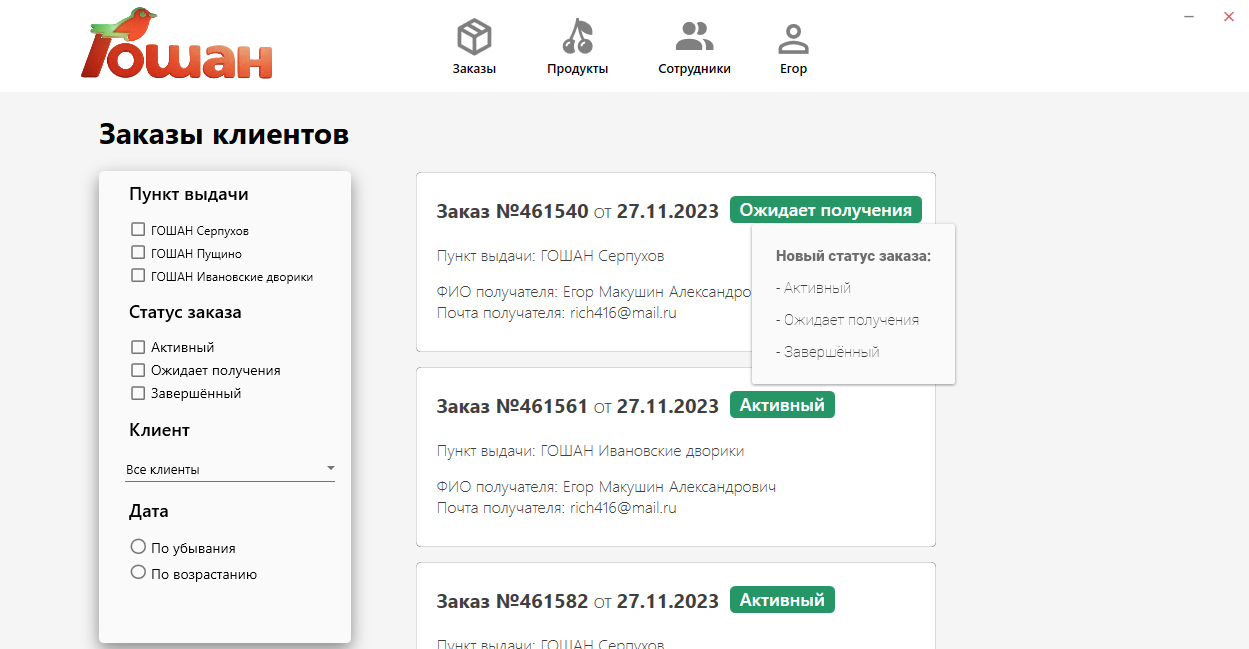 Гошан
Заказы
Продукты
Сотрудники
Егор
Заказы клиентов
Пункт выдачи
ГОШАН Серпухов
ГОШАН Пущино
ГОШАН Ивановские дворики
Статус заказа
Активный
Ожидает получения
Завершённый
Клиент
Все клиенты
Дата
По убывания
По возрастанию
Заказ №461540 от 27.11.2023 Ожидает получения
Пункт выдачи: ГОШАН Серпухов
ФИО получателя: Егор Макушин Александро
Почта получателя: rich416@mail.ru
Новый статус заказа:
- Активный
- Ожидает получения
- Завершённый
Заказ №461561 от 27.11.2023 Активный
Пункт выдачи: ГОШАН Ивановские дворики
ФИО получателя: Егор Макушин Александрович
Почта получателя: rich416@mail.ru
Заказ №461582 от 27.11.2023 Активный
Пункт выдачи: ГОШАН Серпухов